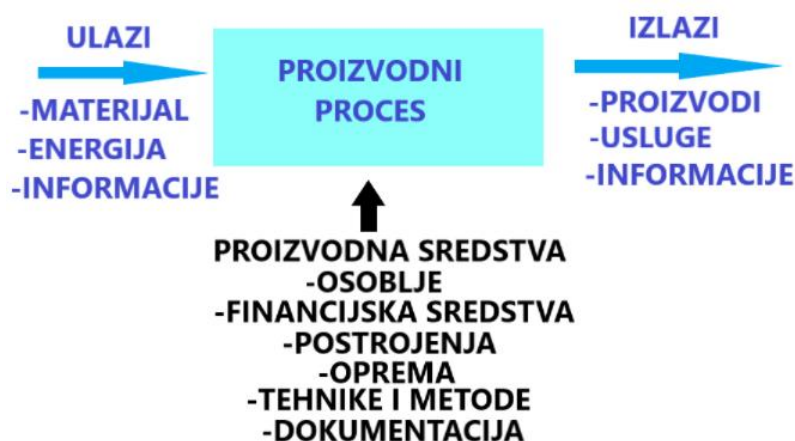 ULAZI
-MATERIJAL
-ENERGIJA
-INFORMACIJE
PROIZVODNI
PROCES
IZLAZI
-PROIZVODI
-USLUGE
-INFORMACIJE
PROIZVODNA SREDSTVA
-OSOBLJE
-FINANCIJSKA SREDSTVA
-POSTROJENJA
-OPREMA
-TEHNIKE I METODE
-DOKUMENTACIJA